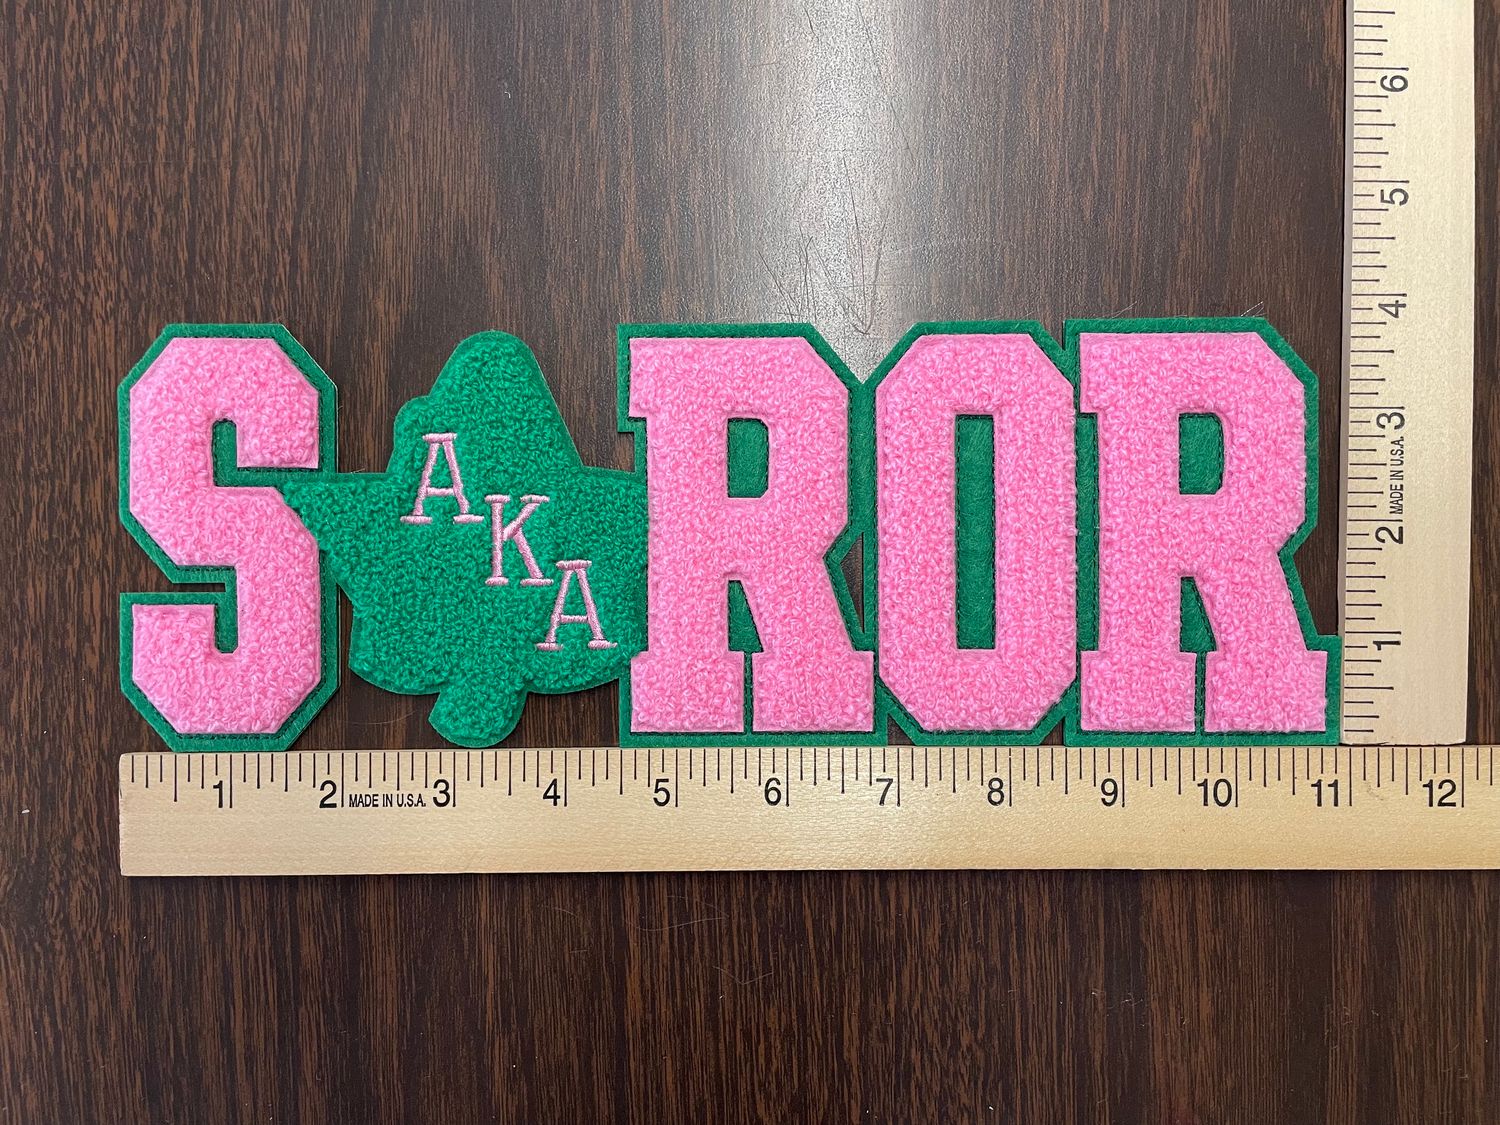 S ROR
A
K
A
1 2 MADE IN U.S.A. 3 4 5 6 7 8 9 10 11 12
1 2 MADE IN U.S.A. 3 4 5 6